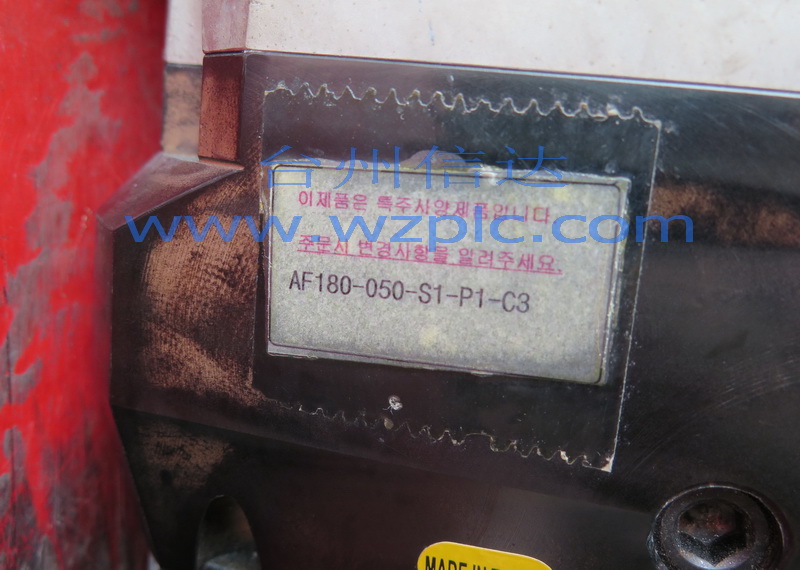 台州信达
이 제품은 특주사양제품입니다.
www.wzplc.com
주문시 변경사항을 알려주세요.
AF180-050-S1-P1-C3
MADE IN